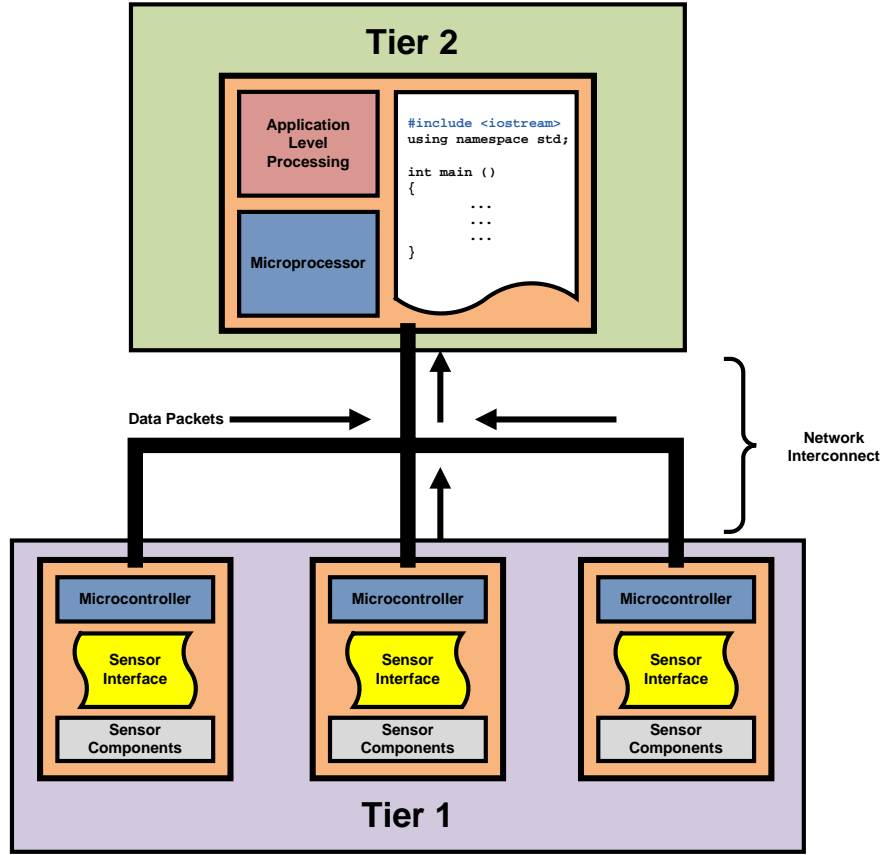 Tier 2
Application
Level
Processing
Microprocessor
#include <iostream>
using namespace std;
int main ()
{
...
...
...
}
Data Packets
Network
Interconnect
Microcontroller
Sensor
Interface
Sensor
Components
Microcontroller
Sensor
Interface
Sensor
Components
Microcontroller
Sensor
Interface
Sensor
Components
Tier 1